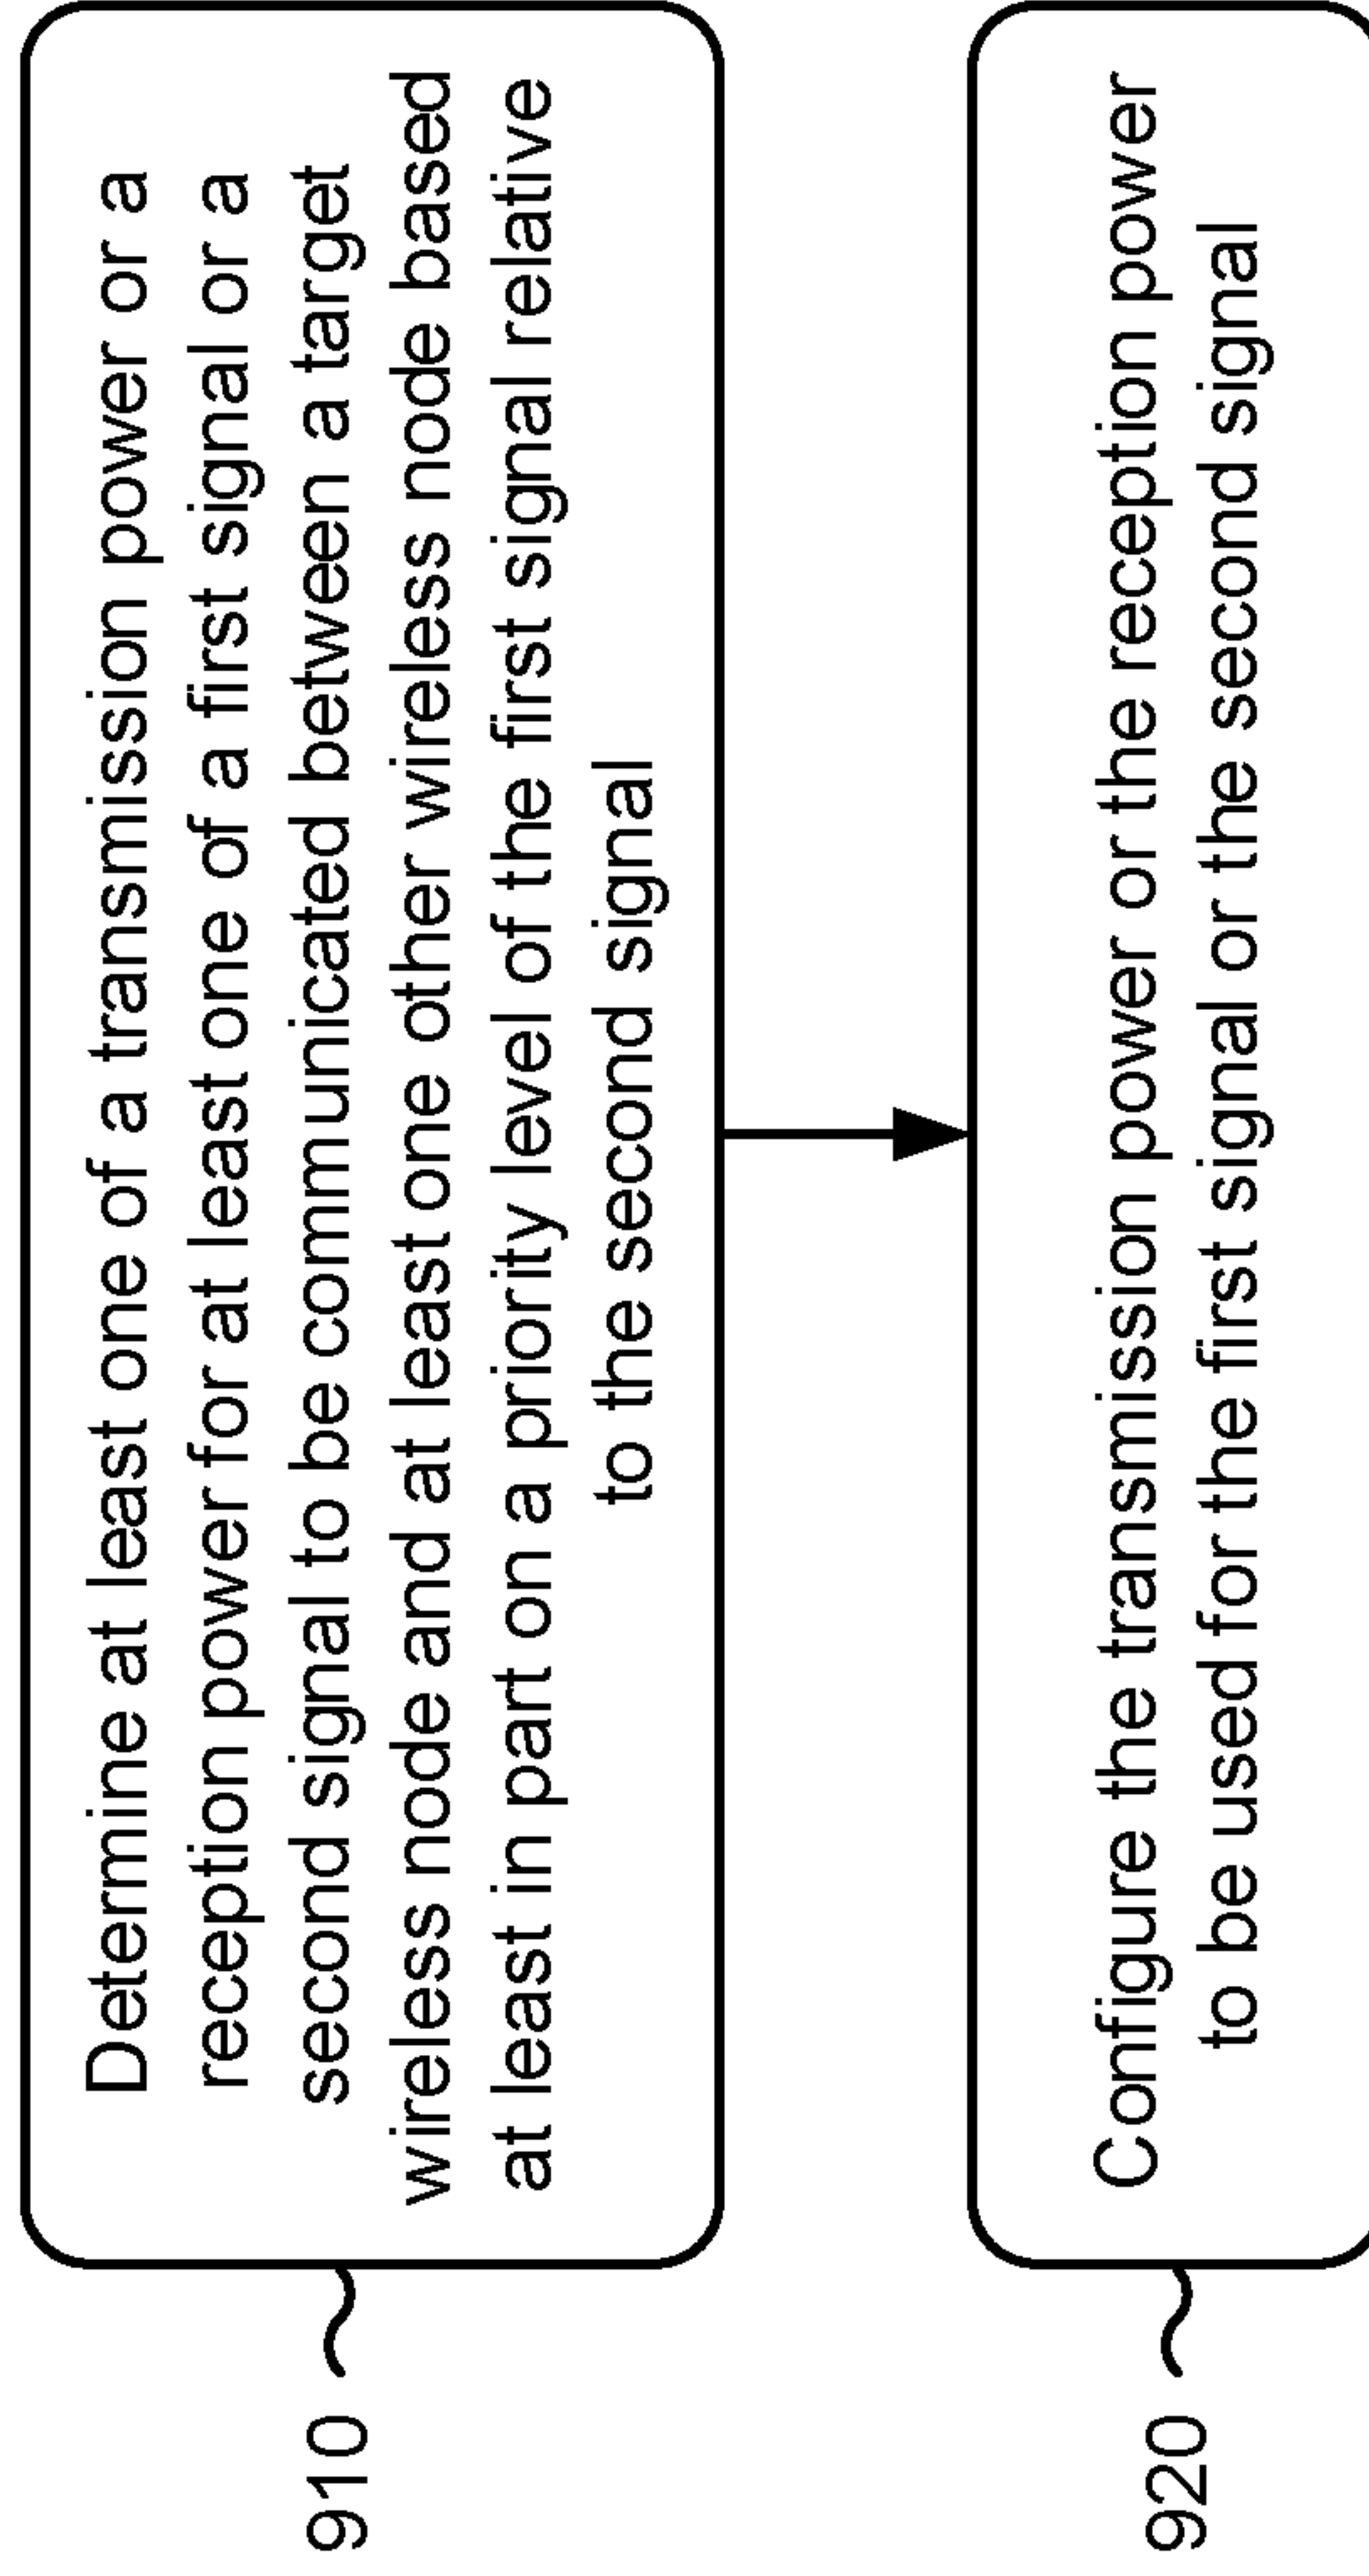 910
Determine at least one of a transmission power or a
reception power for at least one of a first signal or a
second signal to be communicated between a target
wireless node and at least one other wireless node based
at least in part on a priority level of the first signal relative
to the second signal
920
Configure the transmission power or the reception power
to be used for the first signal or the second signal